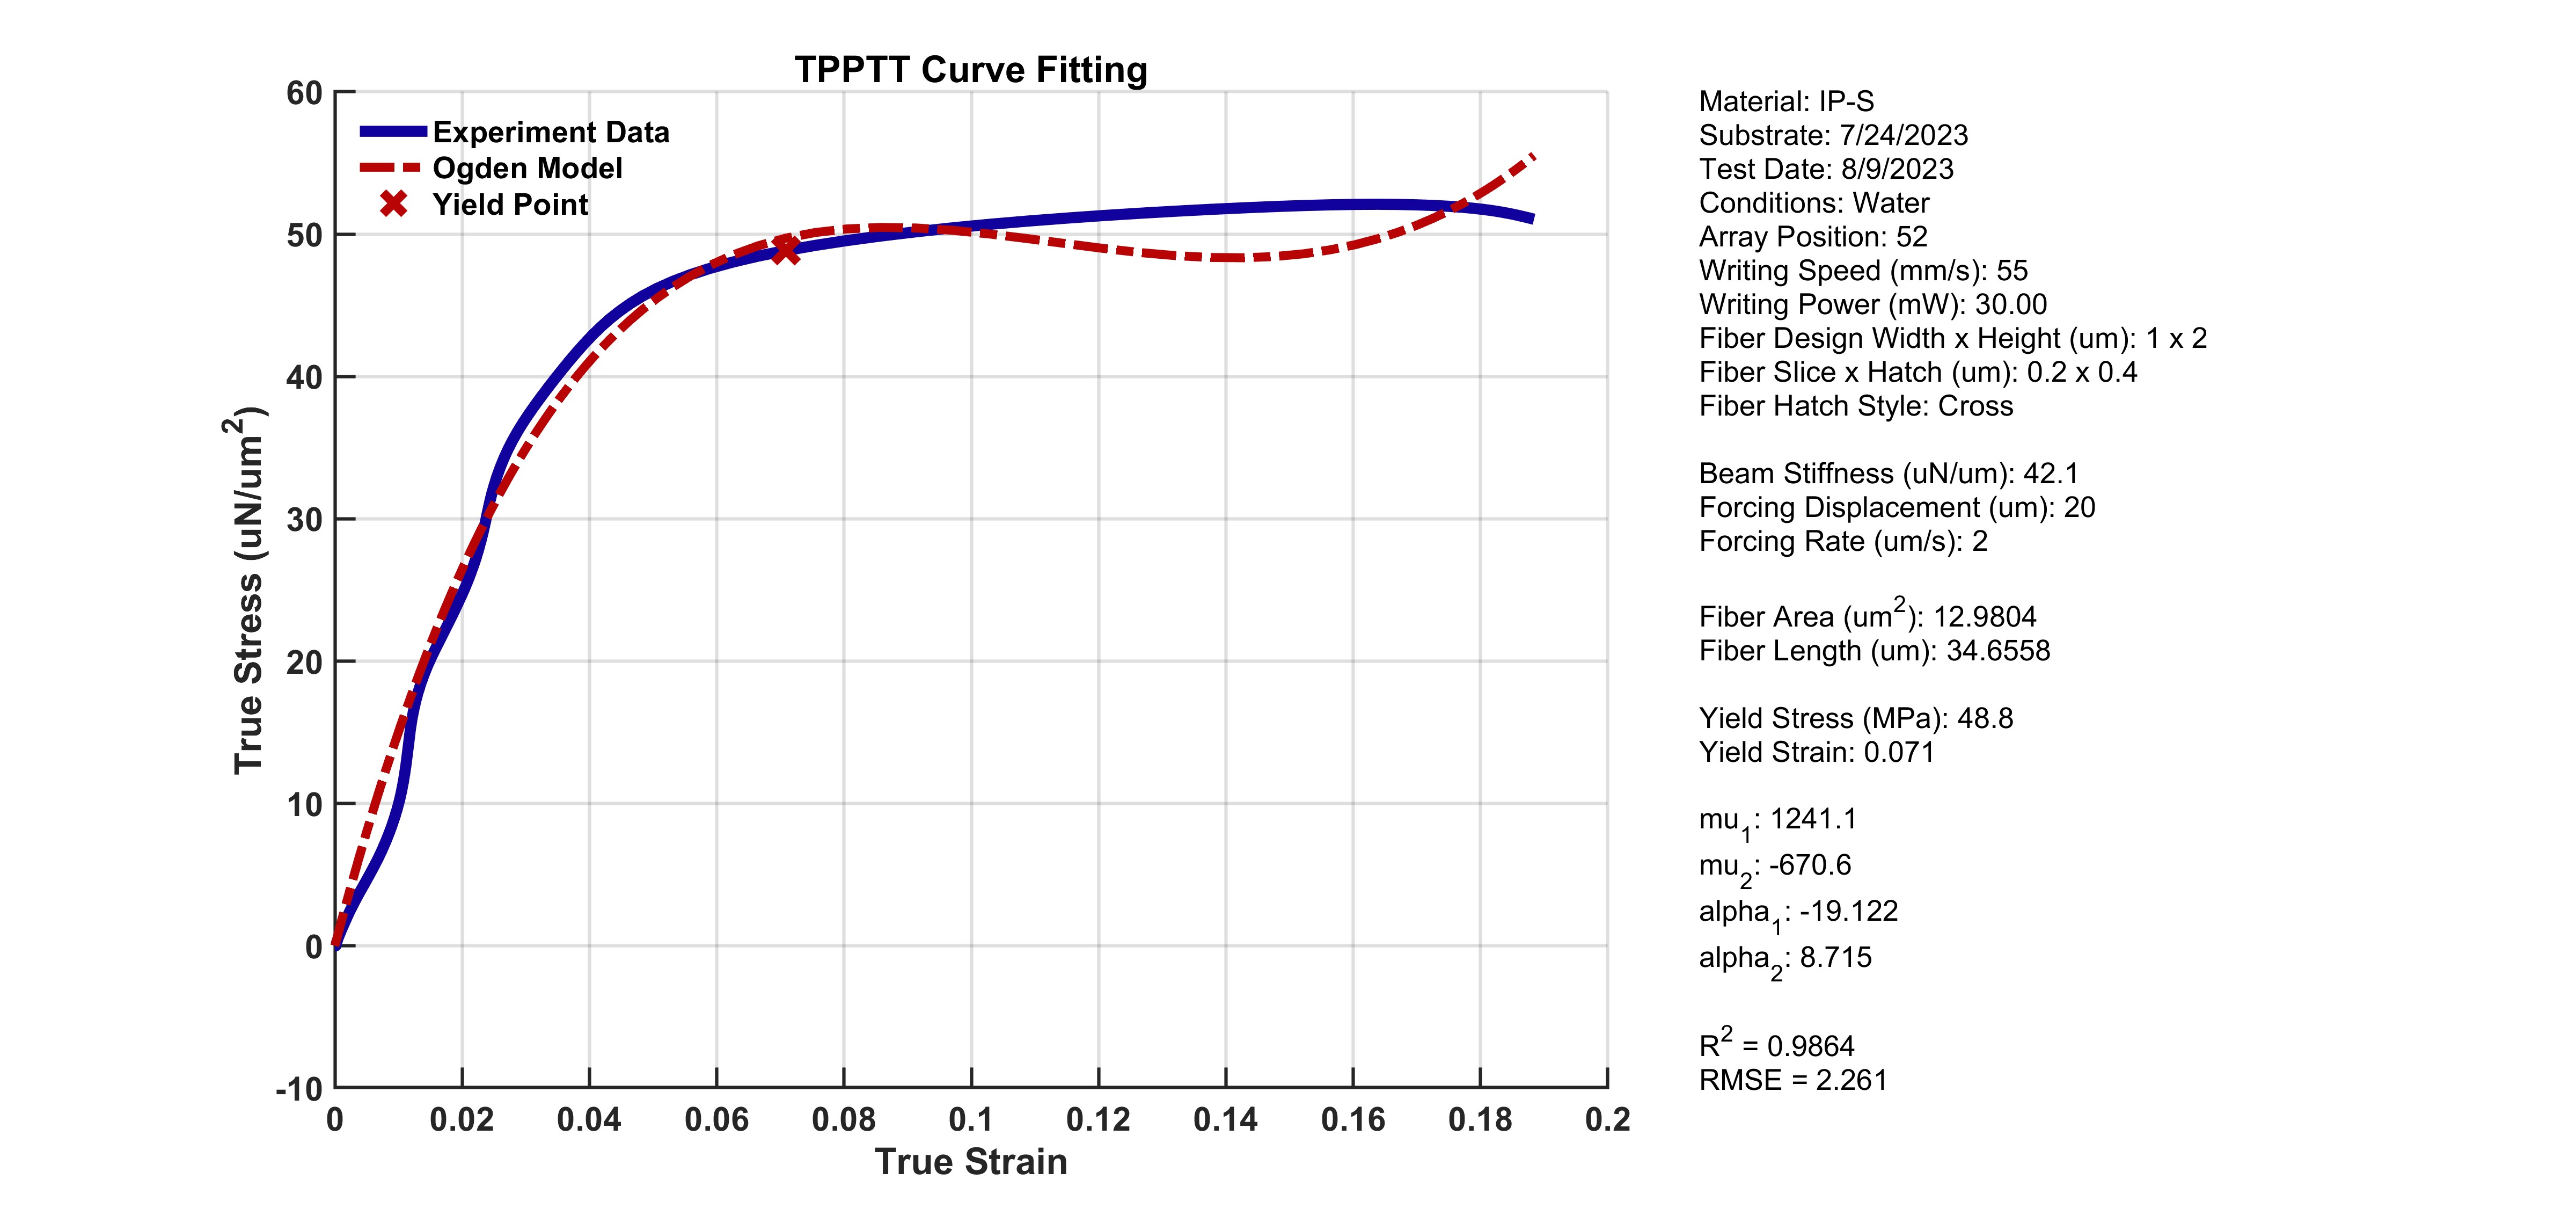 TPPTT Curve Fitting
60
50
40
30
20
10
0
-10
True Stress (uN/um²)
Experiment Data
Ogden Model
Yield Point
0 0.02 0.04 0.06 0.08 0.1 0.12 0.14 0.16 0.18 0.2
True Strain
Material: IP-S
Substrate: 7/24/2023
Test Date: 8/9/2023
Conditions: Water
Array Position: 52
Writing Speed (mm/s): 55
Writing Power (mW): 30.00
Fiber Design Width x Height (um): 1 x 2
Fiber Slice x Hatch (um): 0.2 x 0.4
Fiber Hatch Style: Cross
Beam Stiffness (uN/um): 42.1
Forcing Displacement (um): 20
Forcing Rate (um/s): 2
Fiber Area (um²): 12.9804
Fiber Length (um): 34.6558
Yield Stress (MPa): 48.8
Yield Strain: 0.071
mu₁: 1241.1
mu₂: -670.6
alpha₁: -19.122
alpha₂: 8.715
R² = 0.9864
RMSE = 2.261